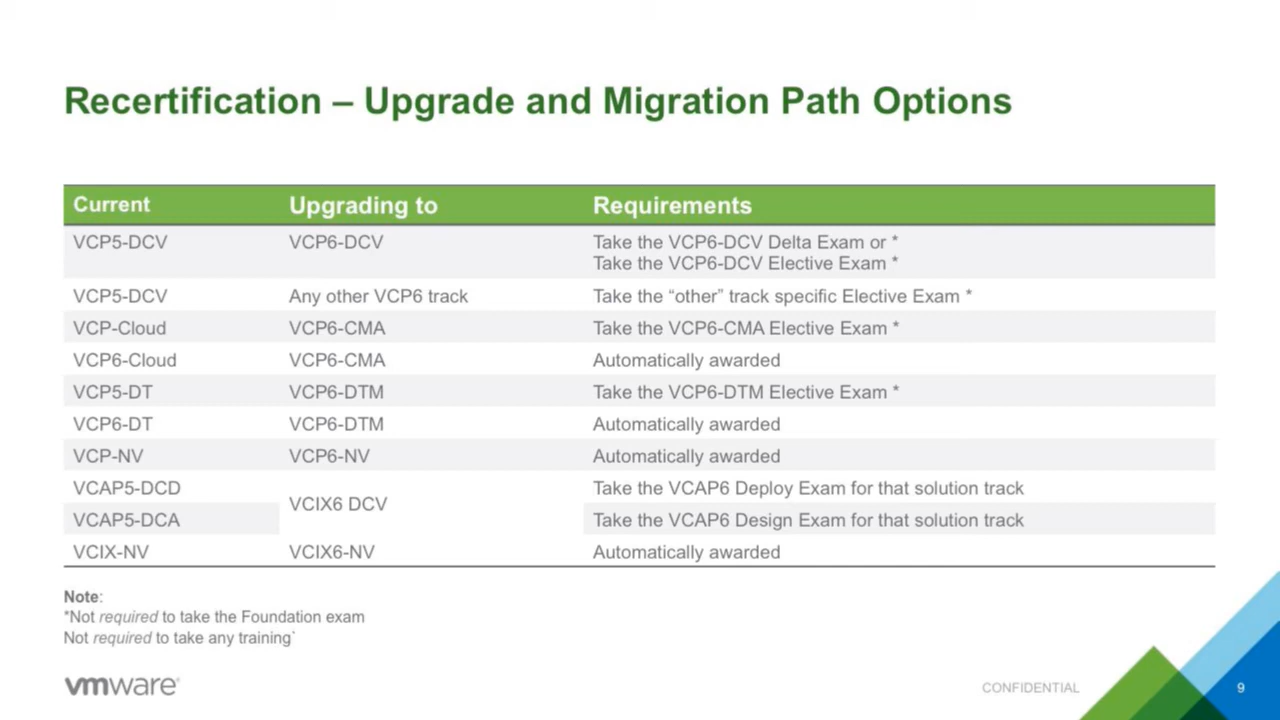 Recertification – Upgrade and Migration Path Options
Current Upgrading to Requirements
VCP5-DCV VCP6-DCV Take the VCP6-DCV Delta Exam or *
Take the VCP6-DCV Elective Exam *
VCP5-DCV Any other VCP6 track Take the “other” track specific Elective Exam *
VCP-Cloud VCP6-CMA Take the VCP6-CMA Elective Exam *
VCP6-Cloud VCP6-CMA Automatically awarded
VCP5-DT VCP6-DTM Take the VCP6-DTM Elective Exam *
VCP6-DT VCP6-DTM Automatically awarded
VCP-NV VCP6-NV Automatically awarded
VCAP5-DCD Take the VCAP6 Deploy Exam for that solution track
VCIX6 DCV
VCAP5-DCA Take the VCAP6 Design Exam for that solution track
VCIX-NV VCIX6-NV Automatically awarded
Note:
*Not required to take the Foundation exam
Not required to take any training
vmware
CONFIDENTIAL 9